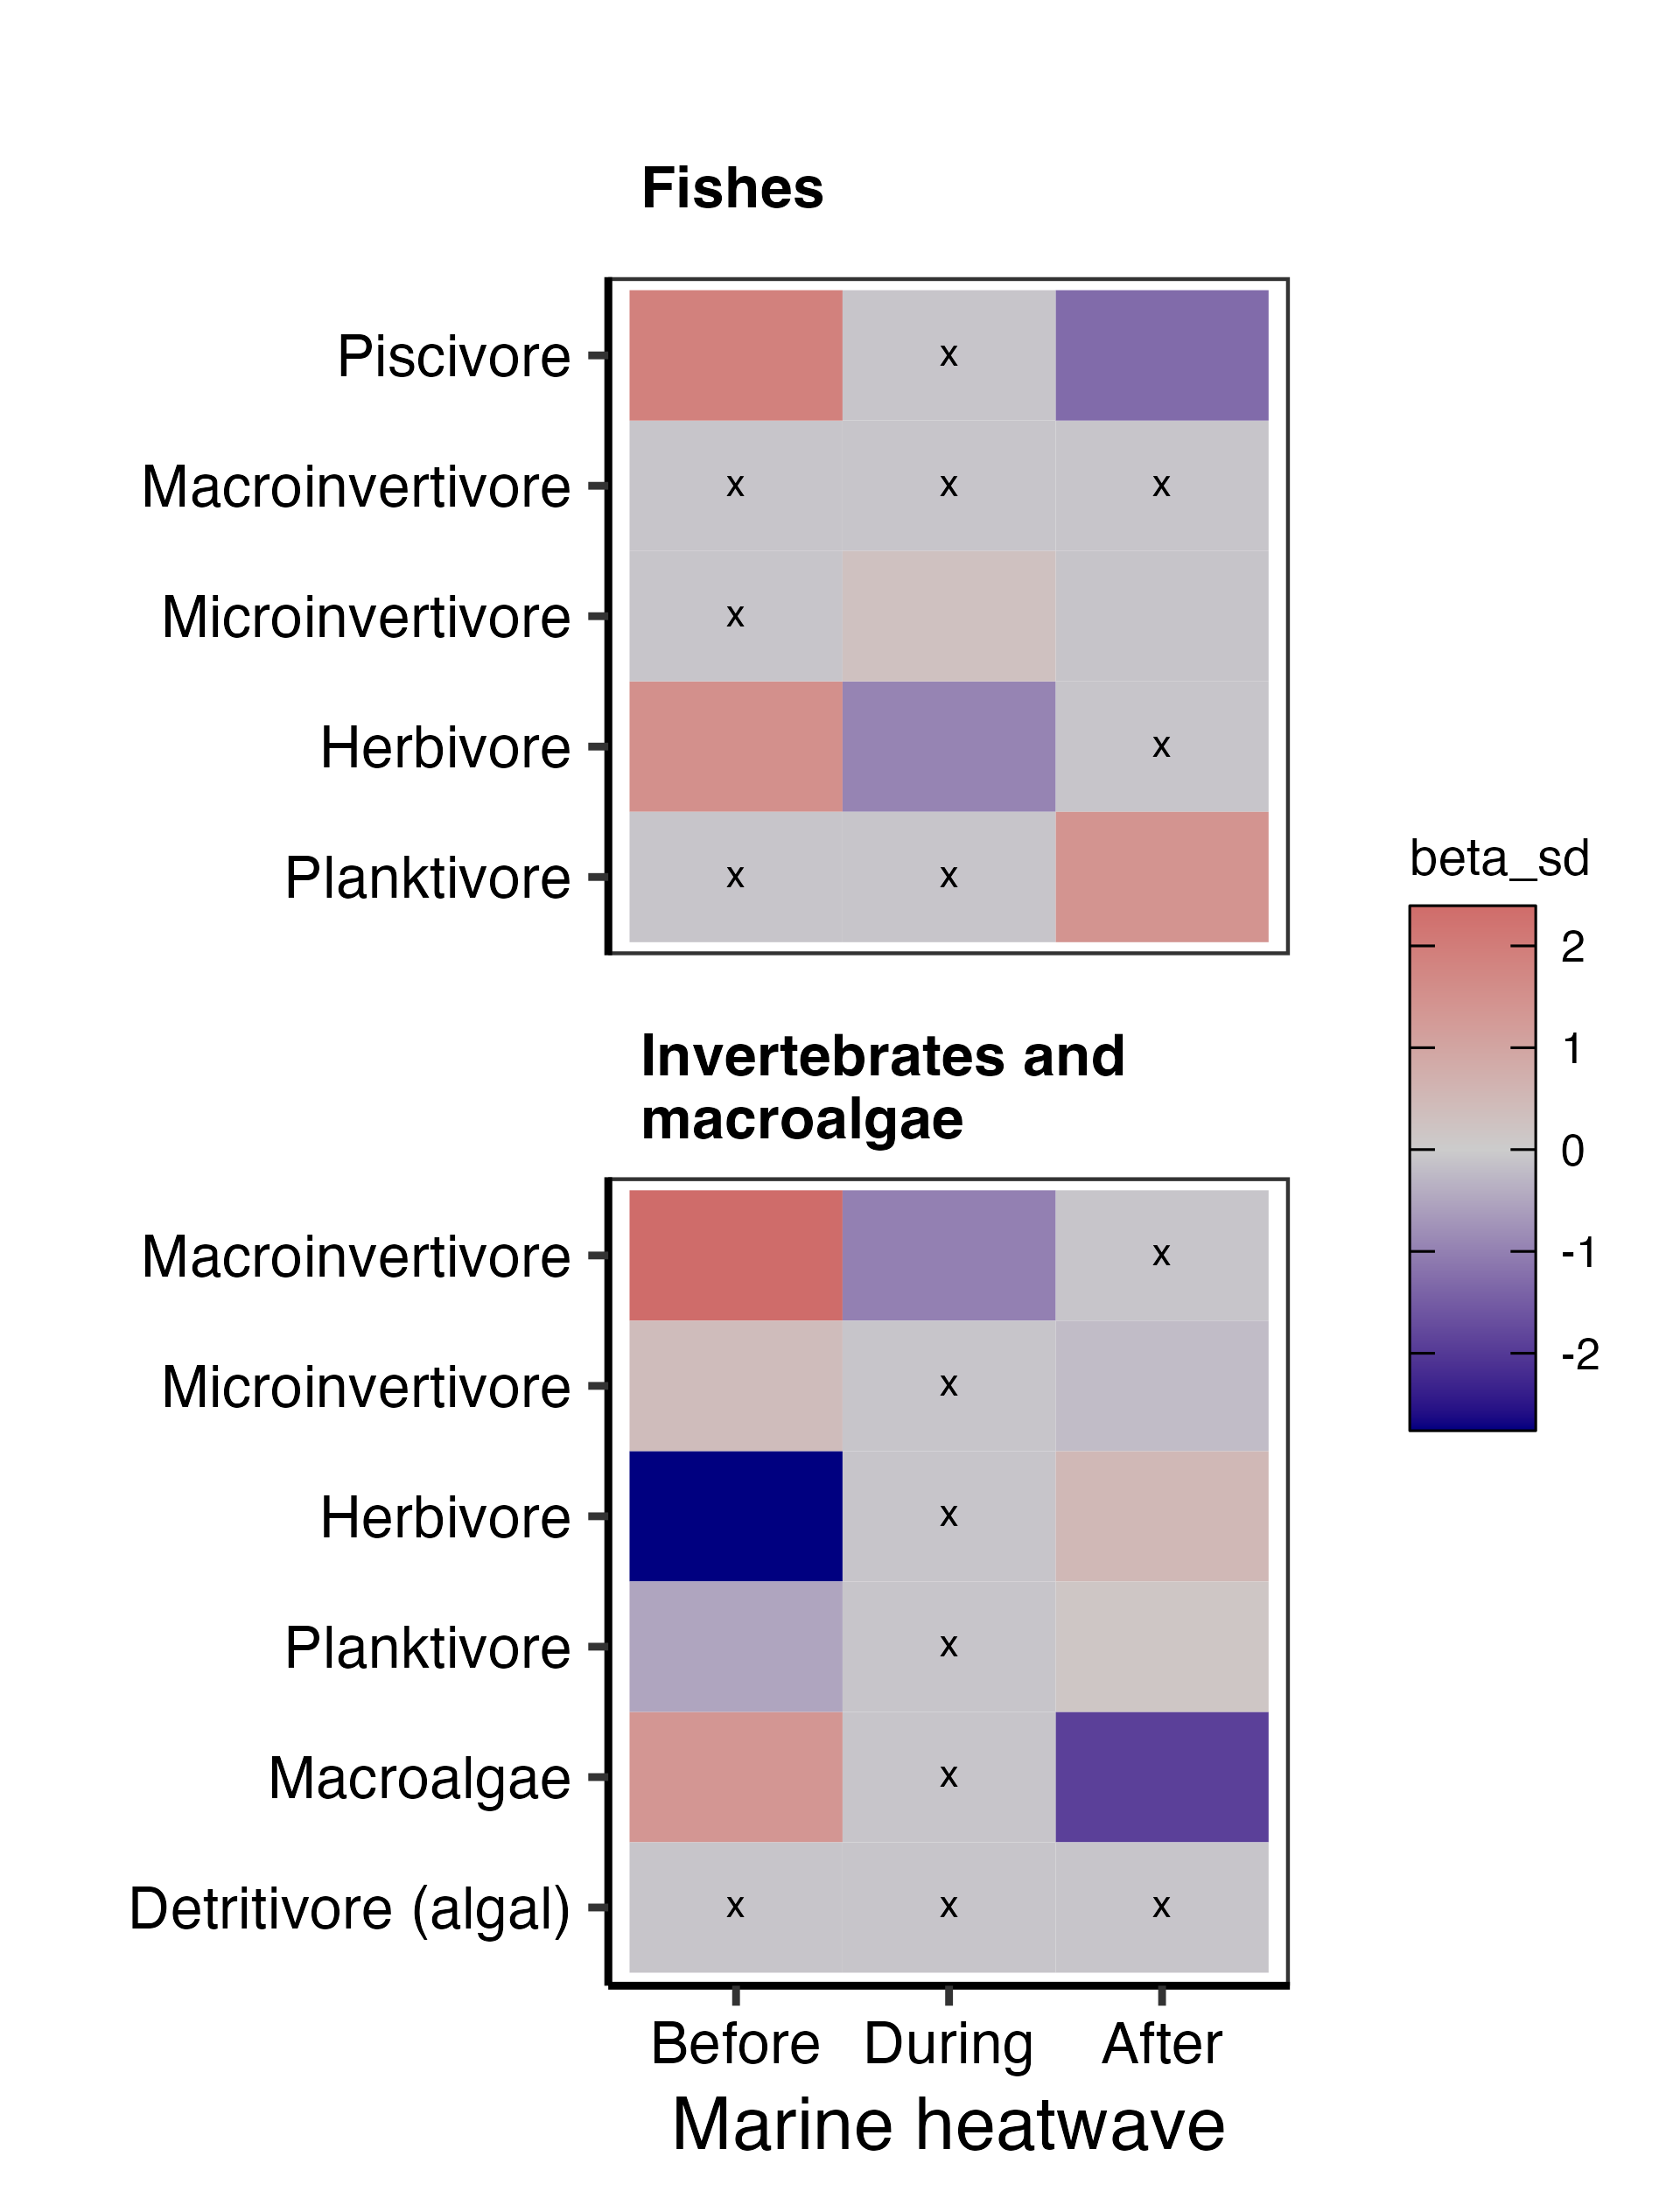 Fishes
Piscivore
x
Macroinvertivore
x x x
Microinvertivore
x
Herbivore
x
Planktivore
x x
beta_sd
2
1
0
-1
-2
Invertebrates and
macroalgae
Macroinvertivore
x
Microinvertivore
x
Herbivore
x
Planktivore
x
Macroalgae
x
Detritivore (algal)
x x x
Before During After
Marine heatwave